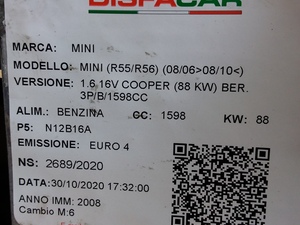 DISFACAR
MARCA: MINI
MODELLO: MINI (R55/R56) (08/06>08/10<)
VERSIONE: 1.6 16V COOPER (88 KW) BER.
3P/B/1598CC
ALIM.: BENZINA CC: 1598 KW: 88
P5: N12B16A
EMISSIONE: EURO 4
NS: 2689/2020
DATA:30/10/2020 17:32:00
ANNO IMM: 2008
Cambio M:6